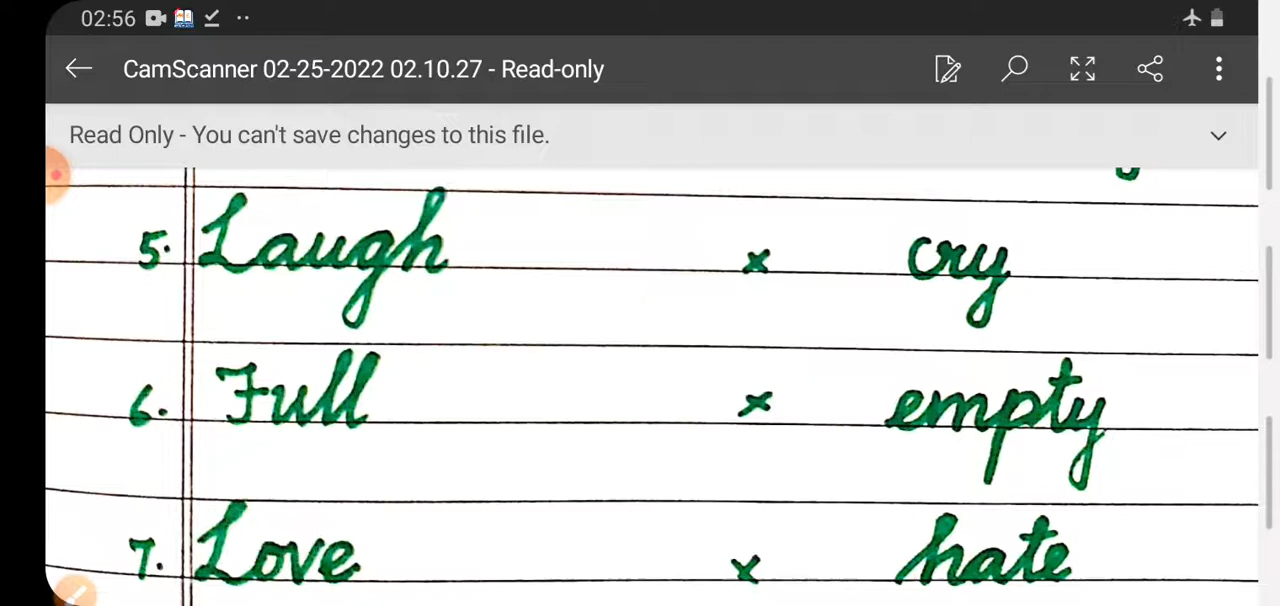 02:56
CamScanner 02-25-2022 02.10.27 - Read-only
Read Only - You can't save changes to this file.
5. Laugh x cry
6. Full x empty
7. Love x hate